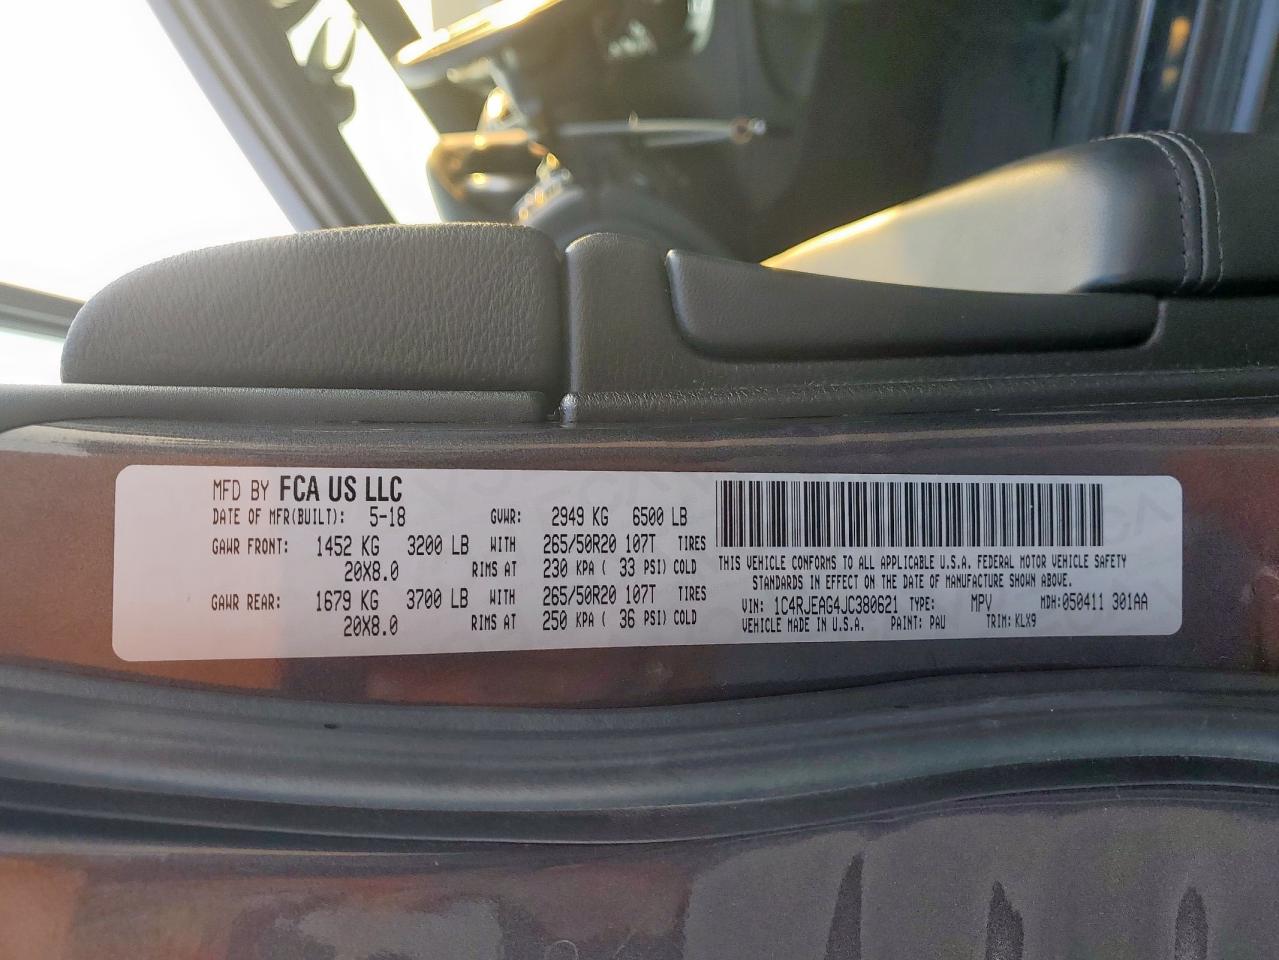 MFD BY FCA US LLC
DATE OF MFR(BUILT): 5-18 GVWR: 2949 KG 6500 LB
GAWR FRONT: 1452 KG 3200 LB WITH 265/50R20 107T TIRES
20X8.0 RIMS AT 230 KPA ( 33 PSI) COLD
GAWR REAR: 1679 KG 3700 LB WITH 265/50R20 107T TIRES
20X8.0 RIMS AT 250 KPA ( 36 PSI) COLD
THIS VEHICLE CONFORMS TO ALL APPLICABLE U.S.A. FEDERAL MOTOR VEHICLE SAFETY
STANDARDS IN EFFECT ON THE DATE OF MANUFACTURE SHOWN ABOVE.
VIN: 1C4RJEAG4JC380621 TYPE: MPV MDH: 050411 301AA
VEHICLE MADE IN U.S.A. PAINT: PAU TRIM: KLX9